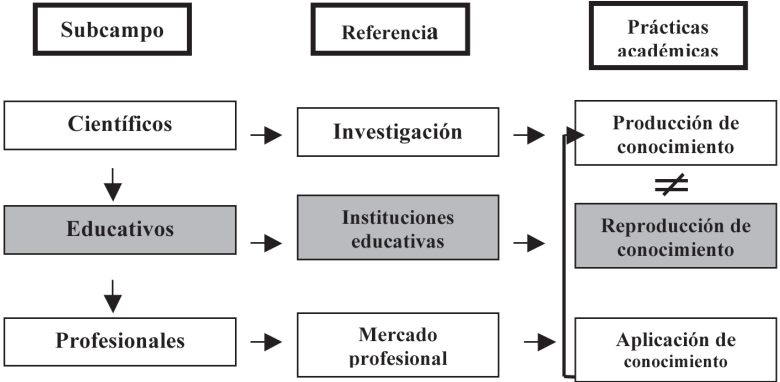 Subcampo
Referencia
Prácticas
académicas
Científicos
Investigación
Producción de
conocimiento
≠
Educativos
Instituciones
educativas
Reproducción de
conocimiento
Profesionales
Mercado
profesional
Aplicación de
conocimiento